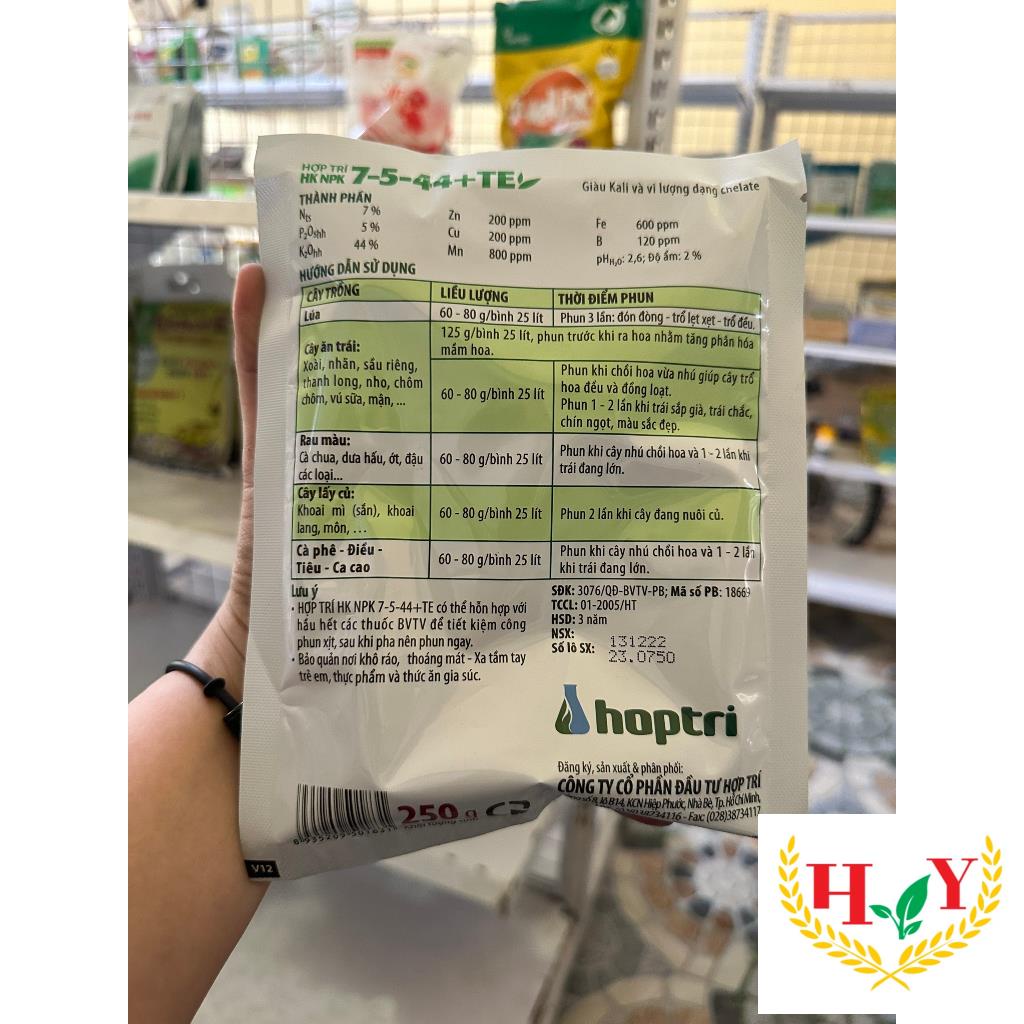 HỢP TRÍ
HK NPK 7-5-44+TE
Giàu Kali và vi lượng dạng chelate
THÀNH PHẦN
Nts 7 % Zn 200 ppm Fe 600 ppm
P2O5hh 5 % Cu 200 ppm B 120 ppm
K2Ohh 44 % Mn 800 ppm pHH2O: 2,6; Độ ẩm: 2 %
HƯỚNG DẪN SỬ DỤNG
CÂY TRỒNG LIỀU LƯỢNG THỜI ĐIỂM PHUN
Lúa 60 - 80 g/bình 25 lít Phun 3 lần: đón đòng - trổ lẹt xẹt - trổ đều.
Cây ăn trái:
Xoài, nhãn, sầu riêng,
thanh long, nho, chôm
chôm, vú sữa, mận, ...
125 g/bình 25 lít, phun trước khi ra hoa nhằm tăng phân hóa
mầm hoa.
60 - 80 g/bình 25 lít
Phun khi chồi hoa vừa nhú giúp cây trổ
hoa đều và đồng loạt.
Phun 1 - 2 lần khi trái sắp già, trái chắc,
chín ngọt, màu sắc đẹp.
Rau màu:
Cà chua, dưa hấu, ớt, đậu
các loại...
60 - 80 g/bình 25 lít
Phun khi cây nhú chồi hoa và 1 - 2 lần khi
trái đang lớn.
Cây lấy củ:
Khoai mì (sắn), khoai
lang, môn, ...
60 - 80 g/bình 25 lít
Phun 2 lần khi cây đang nuôi củ.
Cà phê - Điều -
Tiêu - Ca cao
60 - 80 g/bình 25 lít
Phun khi cây nhú chồi hoa và 1 - 2 lần
khi trái đang lớn.
Lưu ý
• HỢP TRÍ HK NPK 7-5-44+TE có thể hỗn hợp với
hầu hết các thuốc BVTV để tiết kiệm công
phun xịt, sau khi pha nên phun ngay.
• Bảo quản nơi khô ráo, thoáng mát - Xa tầm tay
trẻ em, thực phẩm và thức ăn gia súc.
SĐK: 3076/QĐ-BVTV-PB; Mã số PB: 18669
TCCL: 01-2005/HT
HSD: 3 năm
NSX: 131222
Số lô SX: 23.0750
hoptri
Đăng ký, sản xuất & phân phối:
CÔNG TY CỔ PHẦN ĐẦU TƯ HỢP TRÍ
lô B14, KCN Hiệp Phước, Nhà Bè, Tp. Hồ Chí Minh,
38734116 - Fax: (028)38734117
250 g
V12
H Y